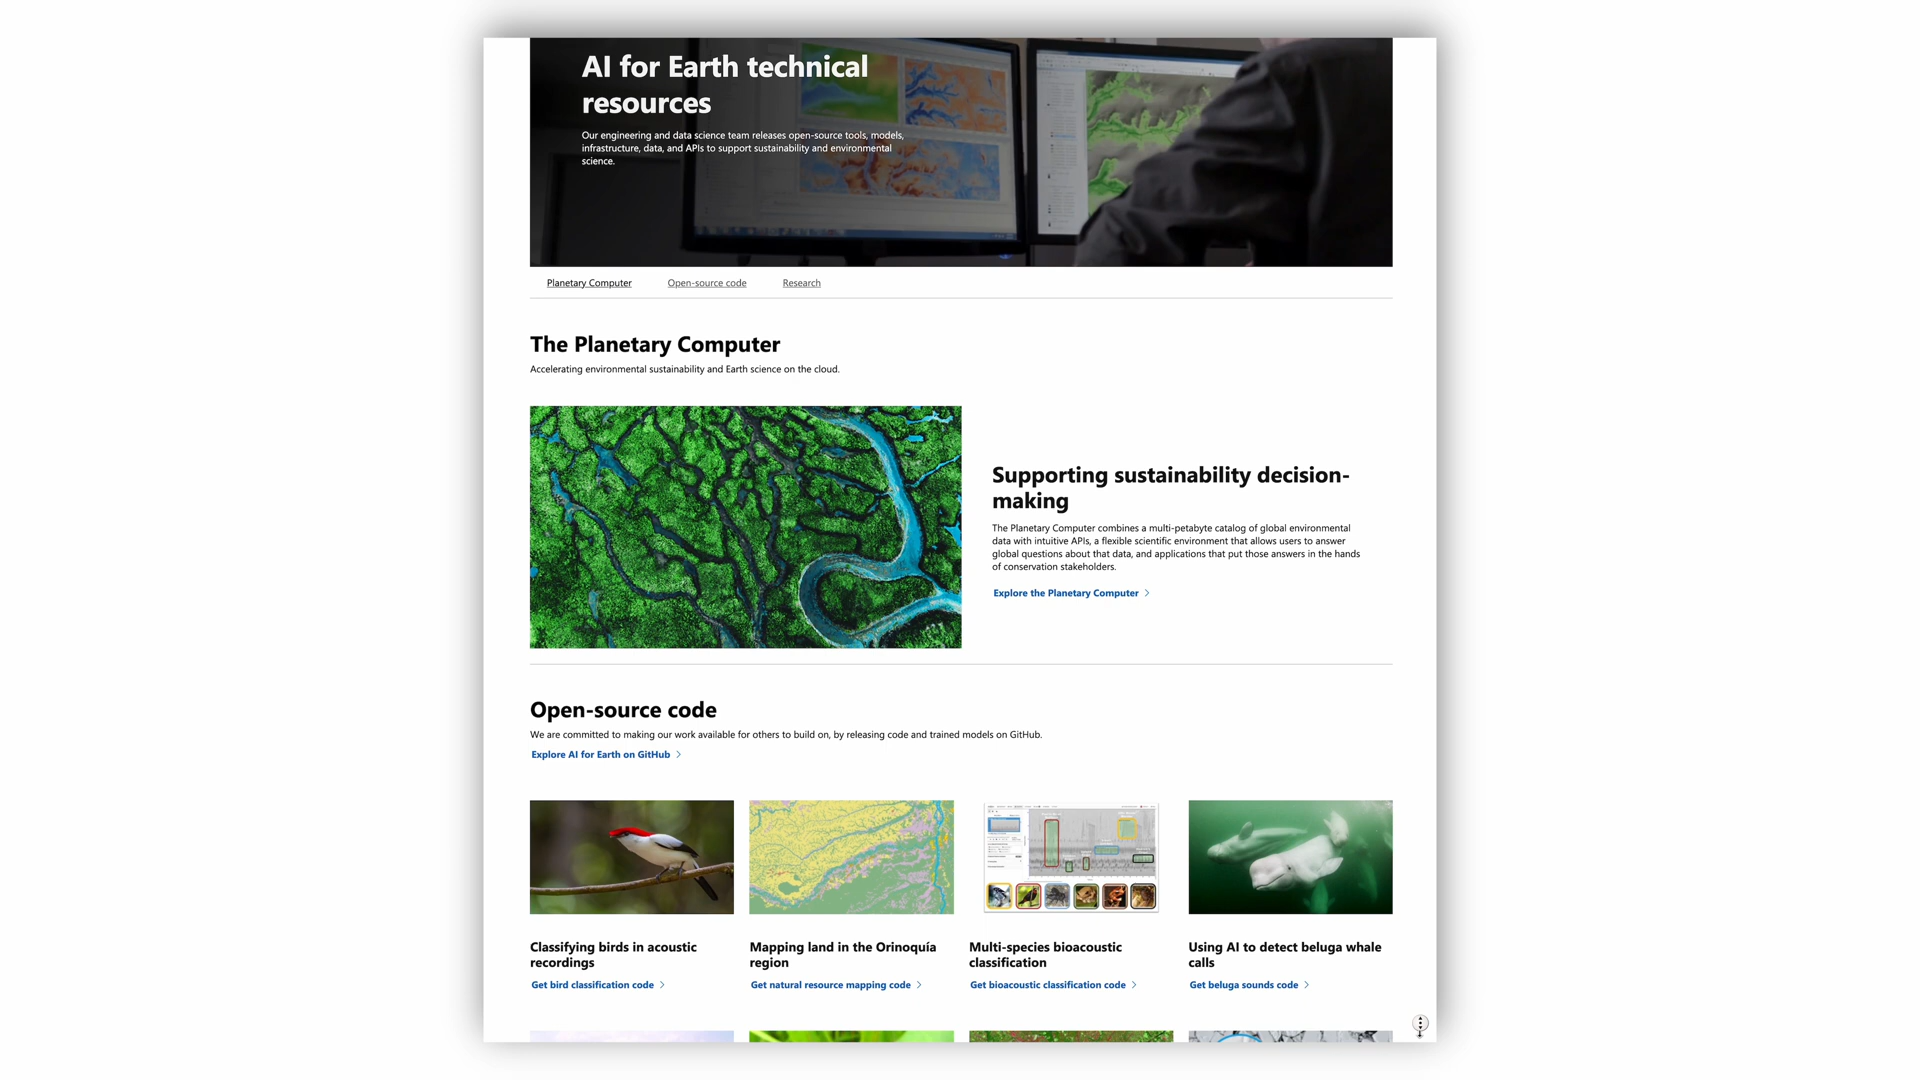 AI for Earth technical
resources
Our engineering and data science team releases open-source tools, models,
infrastructure, data, and APIs to support sustainability and environmental
science.
Planetary Computer
Open-source code
Research
The Planetary Computer
Accelerating environmental sustainability and Earth science on the cloud.
Supporting sustainability decision-
making
The Planetary Computer combines a multi-petabyte catalog of global environmental
data with intuitive APIs, a flexible scientific environment that allows users to answer
global questions about that data, and applications that put those answers in the hands
of conservation stakeholders.
Explore the Planetary Computer
Open-source code
We are committed to making our work available for others to build on, by releasing code and trained models on GitHub.
Explore AI for Earth on GitHub
Classifying birds in acoustic
recordings
Get bird classification code
Mapping land in the Orinoquía
region
Get natural resource mapping code
Multi-species bioacoustic
classification
Get bioacoustic classification code
Using AI to detect beluga whale
calls
Get beluga sounds code